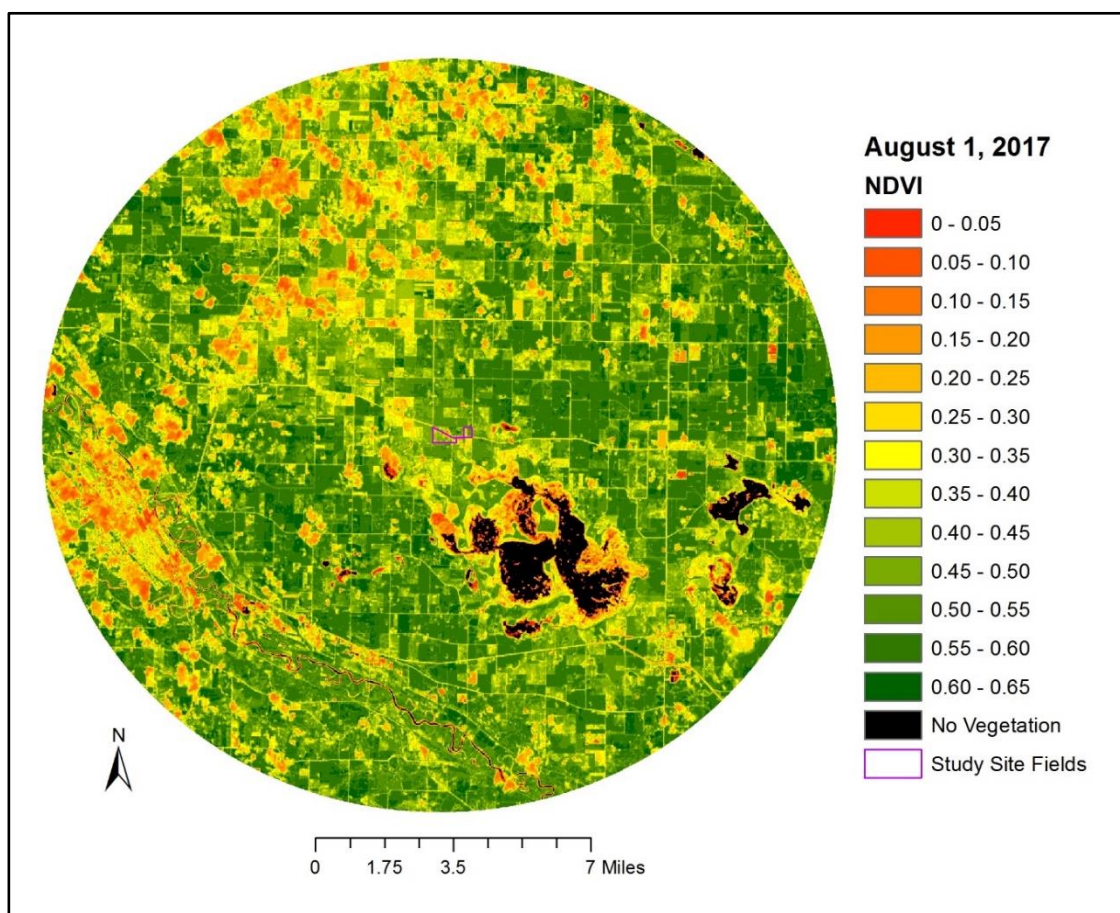 August 1, 2017
NDVI
0 - 0.05
0.05 - 0.10
0.10 - 0.15
0.15 - 0.20
0.20 - 0.25
0.25 - 0.30
0.30 - 0.35
0.35 - 0.40
0.40 - 0.45
0.45 - 0.50
0.50 - 0.55
0.55 - 0.60
0.60 - 0.65
No Vegetation
Study Site Fields
N
0 1.75 3.5 7 Miles